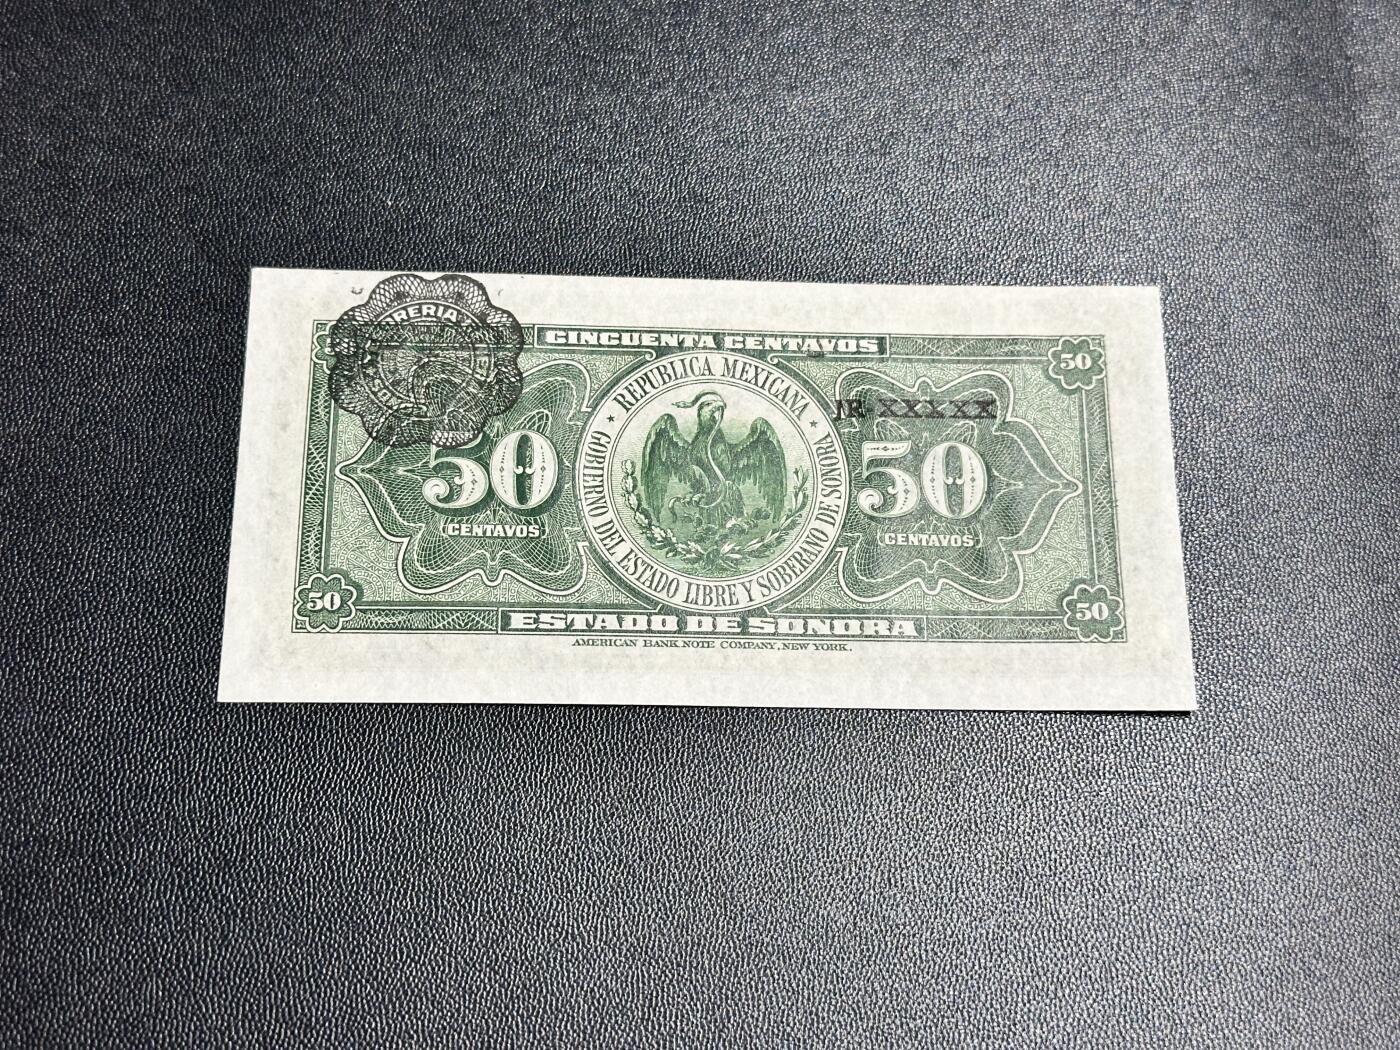 CINCUENTA CENTAVOS
50
JR XXXXX
REPUBLICA MEXICANA
GOBIERNO DEL ESTADO LIBRE Y SOBERANO DE SONORA
50
CENTAVOS
50
CENTAVOS
50
50
ESTADO DE SONORA
AMERICAN BANK NOTE COMPANY, NEW YORK.